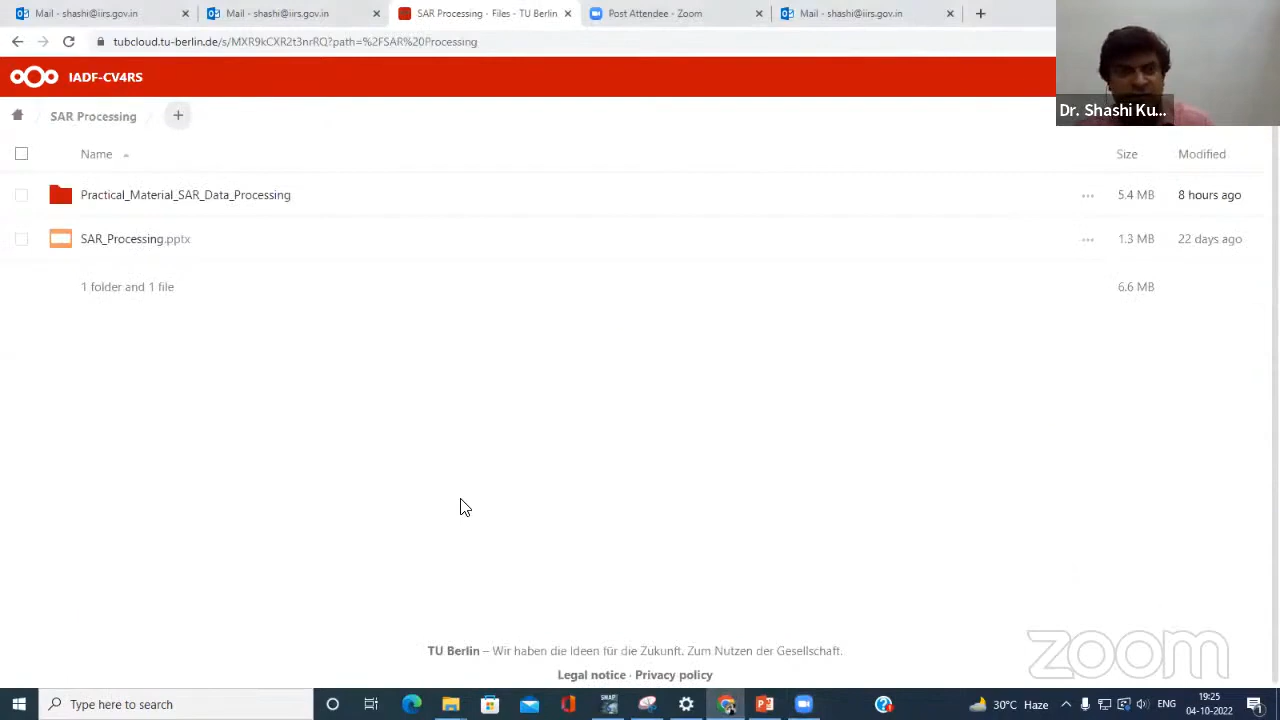 Mail - shashi@iirs.gov.in
Mail - shashi@iirs.gov.in
SAR Processing - Files - TU Berlin
Post Attendee - Zoom
Mail - shashi@iirs.gov.in
tubcloud.tu-berlin.de/s/MXR9kCXR2t3nrRQ?path=%2FSAR%20Processing
IADF-CV4RS
Dr. Shashi Ku...
SAR Processing
Name
Size
Modified
Practical_Material_SAR_Data_Processing
5.4 MB
8 hours ago
SAR_Processing.pptx
1.3 MB
22 days ago
1 folder and 1 file
6.6 MB
TU Berlin – Wir haben die Ideen für die Zukunft. Zum Nutzen der Gesellschaft.
Legal notice · Privacy policy
zoom
Type here to search
SNAP
30°C Haze
19:25
04-10-2022